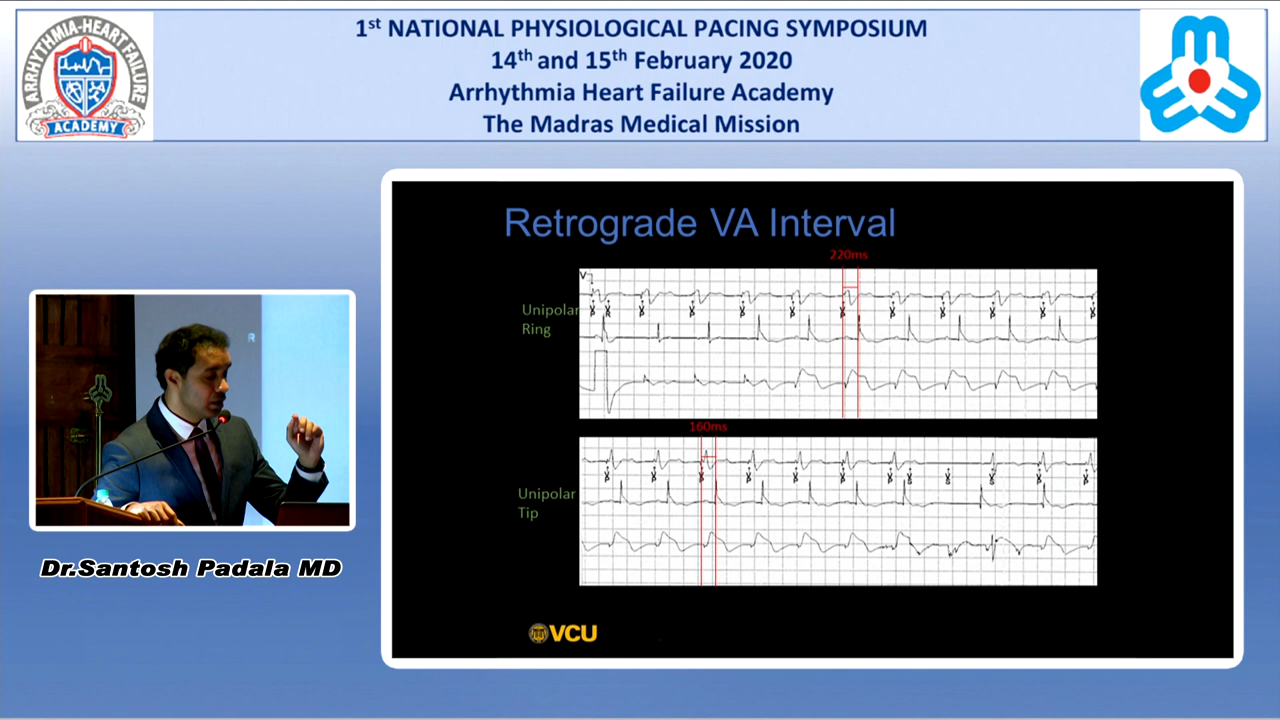 1st NATIONAL PHYSIOLOGICAL PACING SYMPOSIUM
14th and 15th February 2020
Arrhythmia Heart Failure Academy
The Madras Medical Mission
ARRHYTHMIA-HEART FAILURE
ACADEMY
Retrograde VA Interval
220ms
V
Unipolar
Ring
160ms
Unipolar
Tip
VCU
R
Dr.Santosh Padala MD